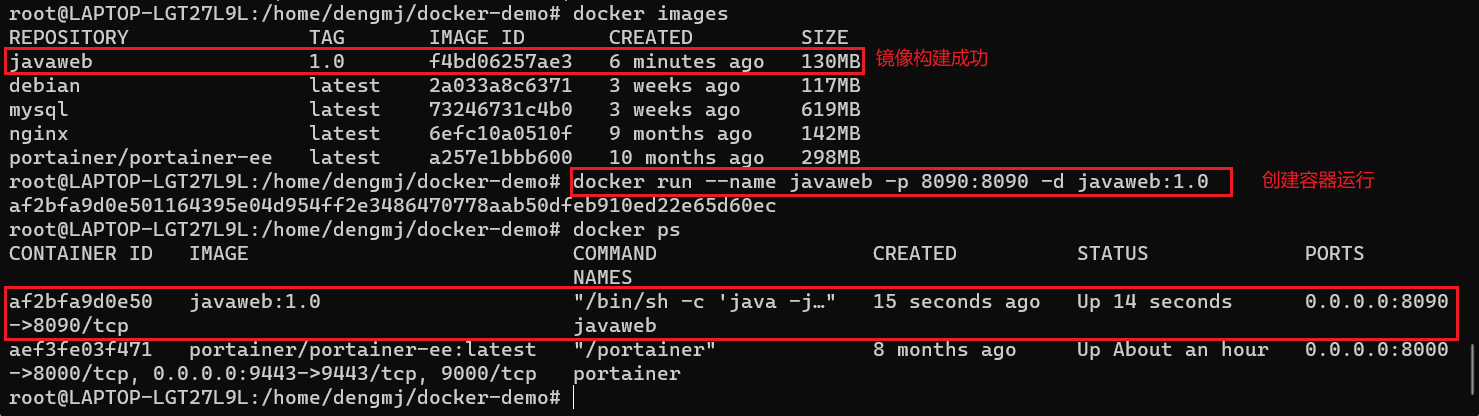 root@LAPTOP-LGT27L9L:/home/dengmj/docker-demo# docker images
REPOSITORY TAG IMAGE ID CREATED SIZE
javaweb 1.0 f4bd06257ae3 6 minutes ago 130MB 镜像构建成功
debian latest 2a033a8c6371 3 weeks ago 117MB
mysql latest 73246731c4b0 3 weeks ago 619MB
nginx latest 6efc10a0510f 9 months ago 142MB
portainer/portainer-ee latest a257e1bbb600 10 months ago 298MB
root@LAPTOP-LGT27L9L:/home/dengmj/docker-demo# docker run --name javaweb -p 8090:8090 -d javaweb:1.0 创建容器运行
af2bfa9d0e501164395e04d954ff2e3486470778aab50dfeb910ed22e65d60ec
root@LAPTOP-LGT27L9L:/home/dengmj/docker-demo# docker ps
CONTAINER ID IMAGE COMMAND CREATED STATUS PORTS
NAMES
af2bfa9d0e50 javaweb:1.0 "/bin/sh -c 'java -j…" 15 seconds ago Up 14 seconds 0.0.0.0:8090
->8090/tcp javaweb
aef3fe03f471 portainer/portainer-ee:latest "/portainer" 8 months ago Up About an hour 0.0.0.0:8000
->8000/tcp, 0.0.0.0:9443->9443/tcp, 9000/tcp portainer
root@LAPTOP-LGT27L9L:/home/dengmj/docker-demo#